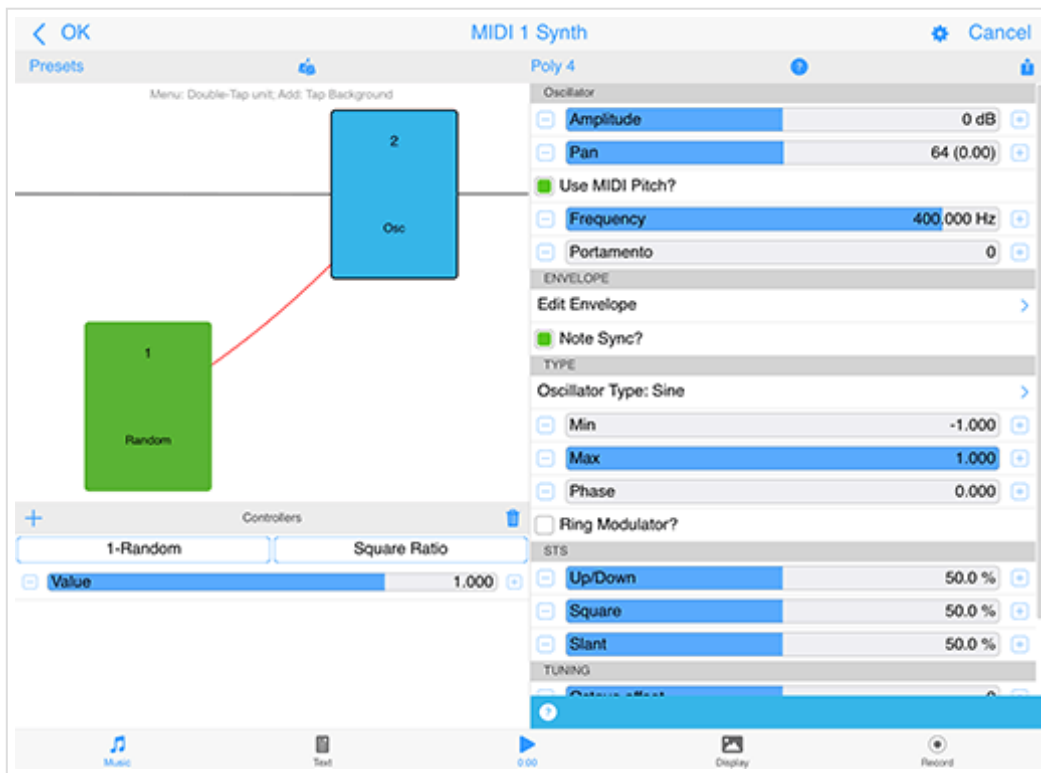 OK
MIDI 1 Synth
Cancel
Presets
Poly 4
?
Menu: Double-Tap unit; Add: Tap Background
2
Osc
1
Random
Controllers
1-Random
Square Ratio
Value 1.000
Oscillator
Amplitude 0 dB
Pan 64 (0.00)
Use MIDI Pitch?
Frequency 400.000 Hz
Portamento 0
ENVELOPE
Edit Envelope
Note Sync?
TYPE
Oscillator Type: Sine
Min -1.000
Max 1.000
Phase 0.000
Ring Modulator?
STS
Up/Down 50.0 %
Square 50.0 %
Slant 50.0 %
TUNING
Octave effect 0
?
Music
Text
0:00
Display
Record